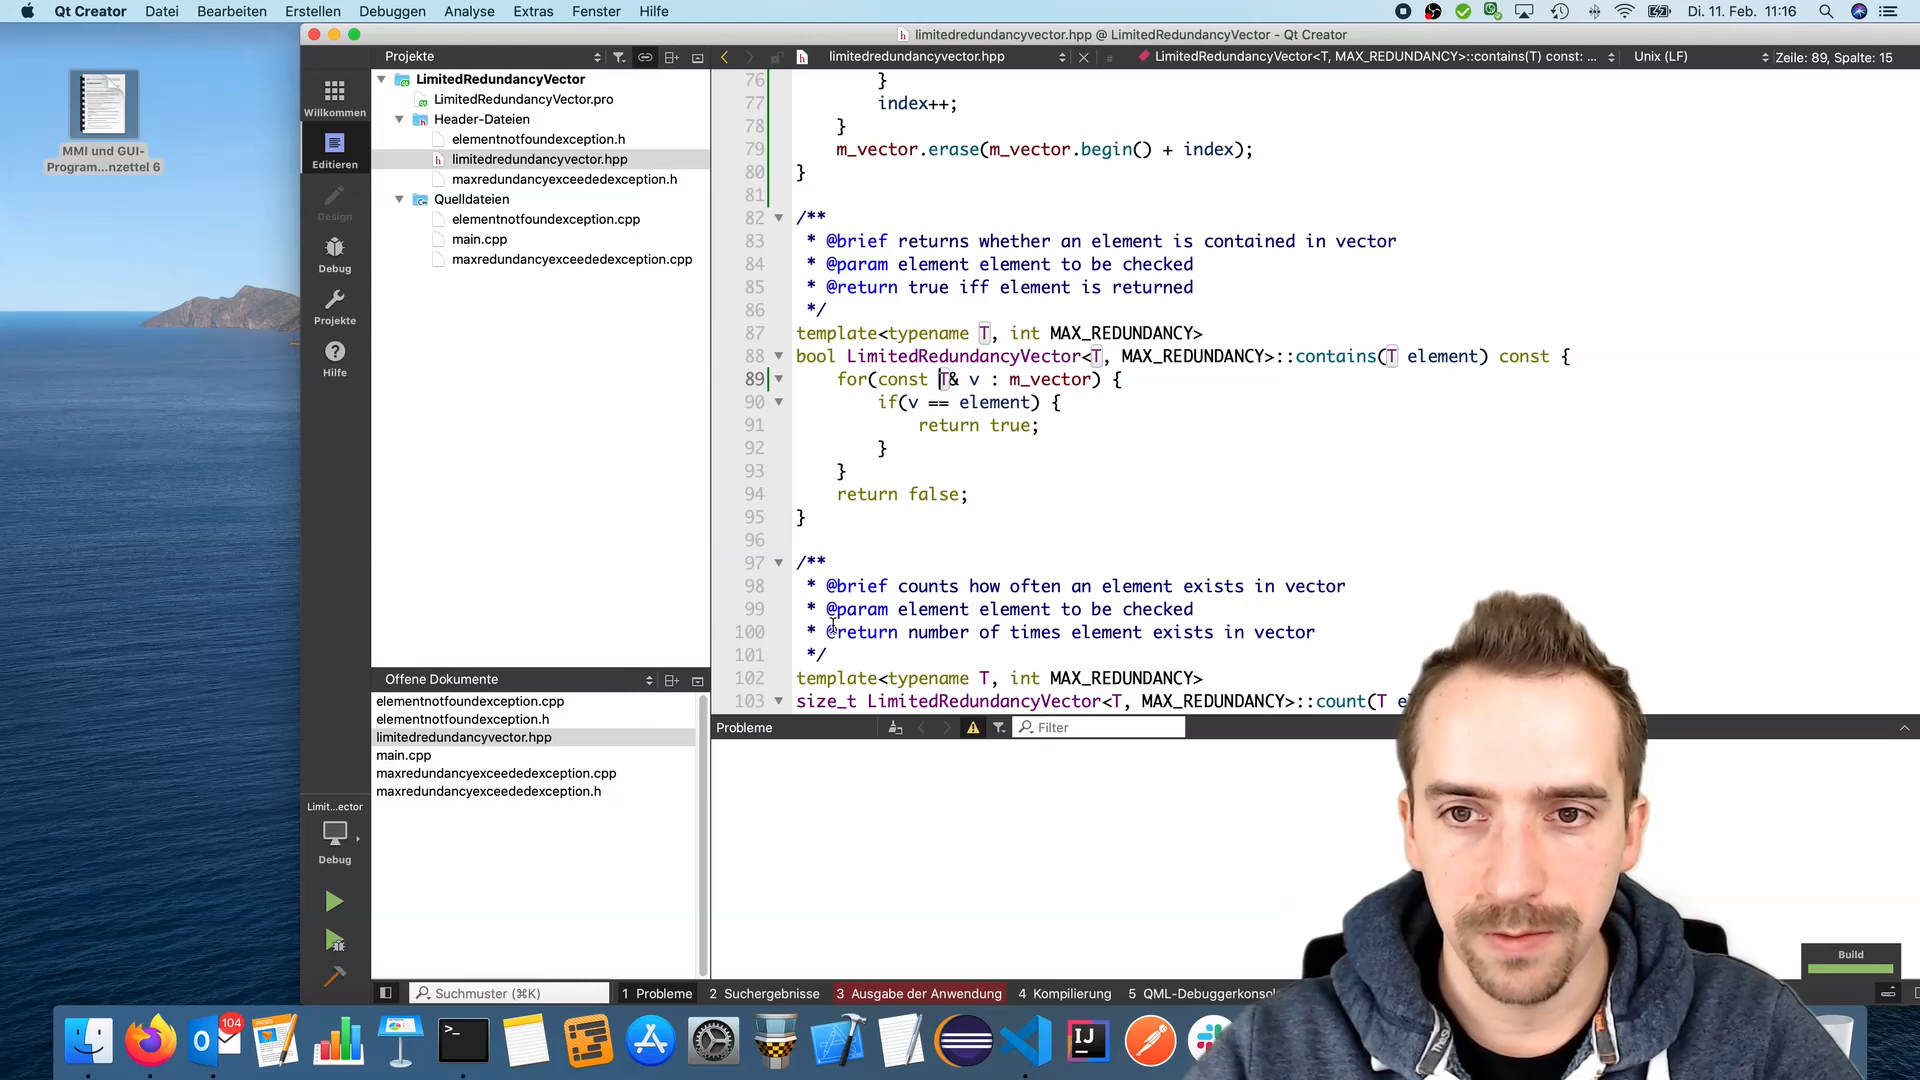 Qt Creator Datei Bearbeiten Erstellen Debuggen Analyse Extras Fenster Hilfe Di. 11. Feb. 11:16
limitedredundancyvector.hpp @ LimitedRedundancyVector - Qt Creator
Projekte
limitedredundancyvector.hpp
#
LimitedRedundancyVector<T, MAX_REDUNDANCY>::contains(T) const: ...
Unix (LF)
Zeile: 89, Spalte: 15
MMI und GUI-
Program...nzettel 6
Willkommen
Editieren
Design
Debug
Projekte
Hilfe
LimitedRedundancyVector
LimitedRedundancyVector.pro
Header-Dateien
elementnotfoundexception.h
limitedredundancyvector.hpp
maxredundancyexceededexception.h
Quelldateien
elementnotfoundexception.cpp
main.cpp
maxredundancyexceededexception.cpp
76 }
77 index++;
78 }
79 m_vector.erase(m_vector.begin() + index);
80 }
81
82 /**
83 * @brief returns whether an element is contained in vector
84 * @param element element to be checked
85 * @return true iff element is returned
86 */
87 template<typename T, int MAX_REDUNDANCY>
88 bool LimitedRedundancyVector<T, MAX_REDUNDANCY>::contains(T element) const {
89 for(const T& v : m_vector) {
90 if(v == element) {
91 return true;
92 }
93 }
94 return false;
95 }
96
97 /**
98 * @brief counts how often an element exists in vector
99 * @param element element to be checked
100 * @return number of times element exists in vector
101 */
102 template<typename T, int MAX_REDUNDANCY>
103 size_t LimitedRedundancyVector<T, MAX_REDUNDANCY>::count(T
Offene Dokumente
elementnotfoundexception.cpp
elementnotfoundexception.h
limitedredundancyvector.hpp
main.cpp
maxredundancyexceededexception.cpp
maxredundancyexceededexception.h
Probleme
Filter
Limit...ector
Debug
Build
Suchmuster (⌘K)
1 Probleme 2 Suchergebnisse 3 Ausgabe der Anwendung 4 Kompilierung 5 QML-Debuggerkonsol
104
IJ